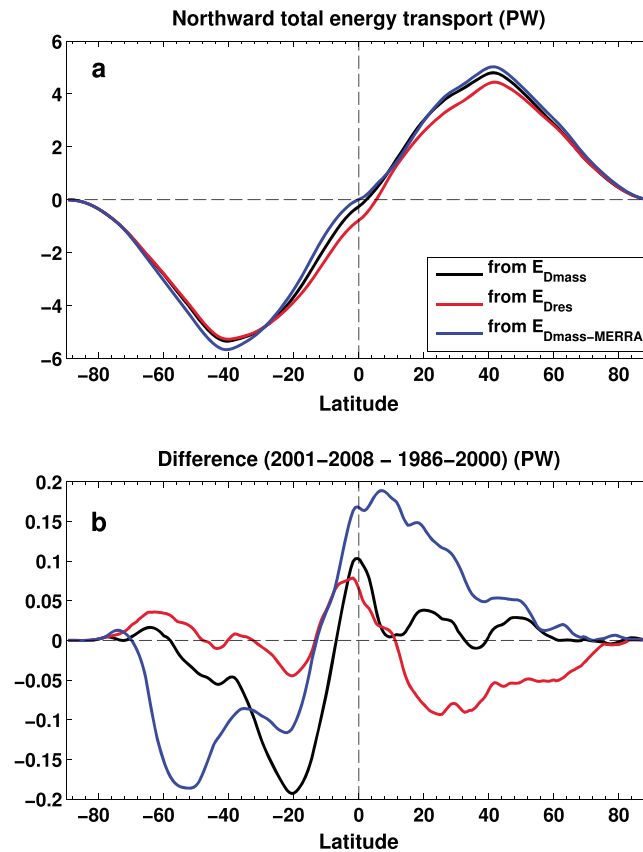 Northward total energy transport (PW)
a
6
4
2
0
−2
−4
−6
from E_Dmass
from E_Dres
from E_Dmass−MERRA
−80 −60 −40 −20 0 20 40 60 80
Latitude
Difference (2001−2008 − 1986−2000) (PW)
b
0.2
0.15
0.1
0.05
0
−0.05
−0.1
−0.15
−0.2
−80 −60 −40 −20 0 20 40 60 80
Latitude